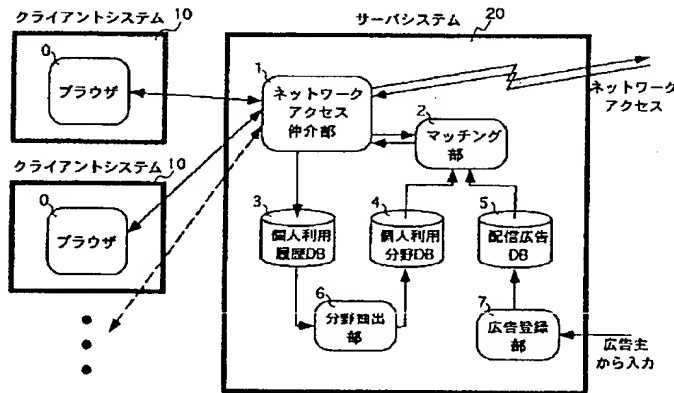 クライアントシステム
10
0
ブラウザ
クライアントシステム
10
0
ブラウザ
サーバシステム
20
1
ネットワーク
アクセス
仲介部
ネットワーク
アクセス
2
マッチング
部
3
個人利用
履歴DB
4
個人利用
分野DB
5
配信広告
DB
6
分野抽出
部
7
広告登録
部
広告主
から入力